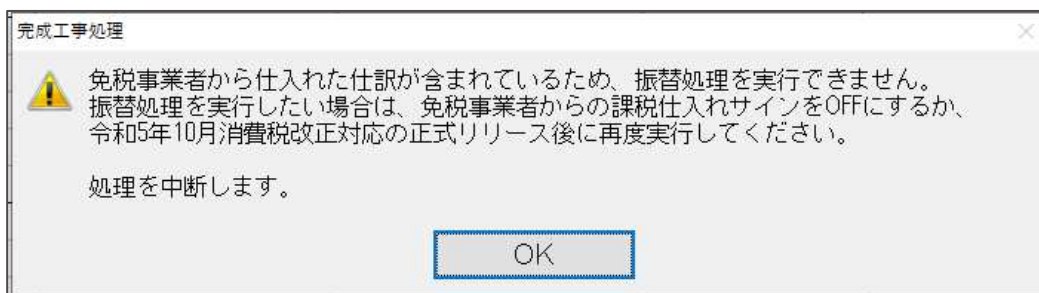 完成工事処理
免税事業者から仕入れた仕訳が含まれているため、振替処理を実行できません。
振替処理を実行したい場合は、免税事業者からの課税仕入れサインをOFFにするか、
令和5年10月消費税改正対応の正式リリース後に再度実行してください。
処理を中断します。
OK